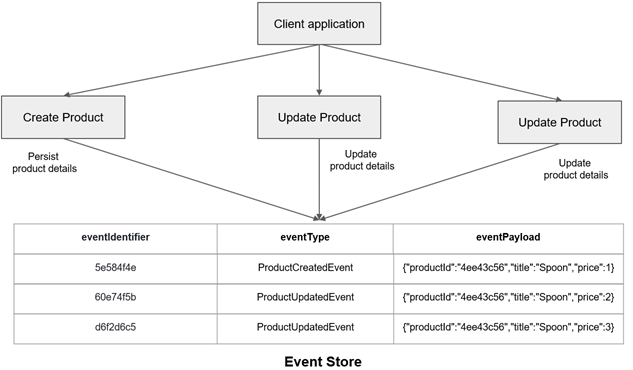 Client application
Create Product
Update Product
Update Product
Persist
product details
Update
product details
Update
product details
eventIdentifier eventType eventPayload
5e584f4e ProductCreatedEvent {"productId":"4ee43c56","title":"Spoon","price":1}
60e74f5b ProductUpdatedEvent {"productId":"4ee43c56","title":"Spoon","price":2}
d6f2d6c5 ProductUpdatedEvent {"productId":"4ee43c56","title":"Spoon","price":3}
Event Store